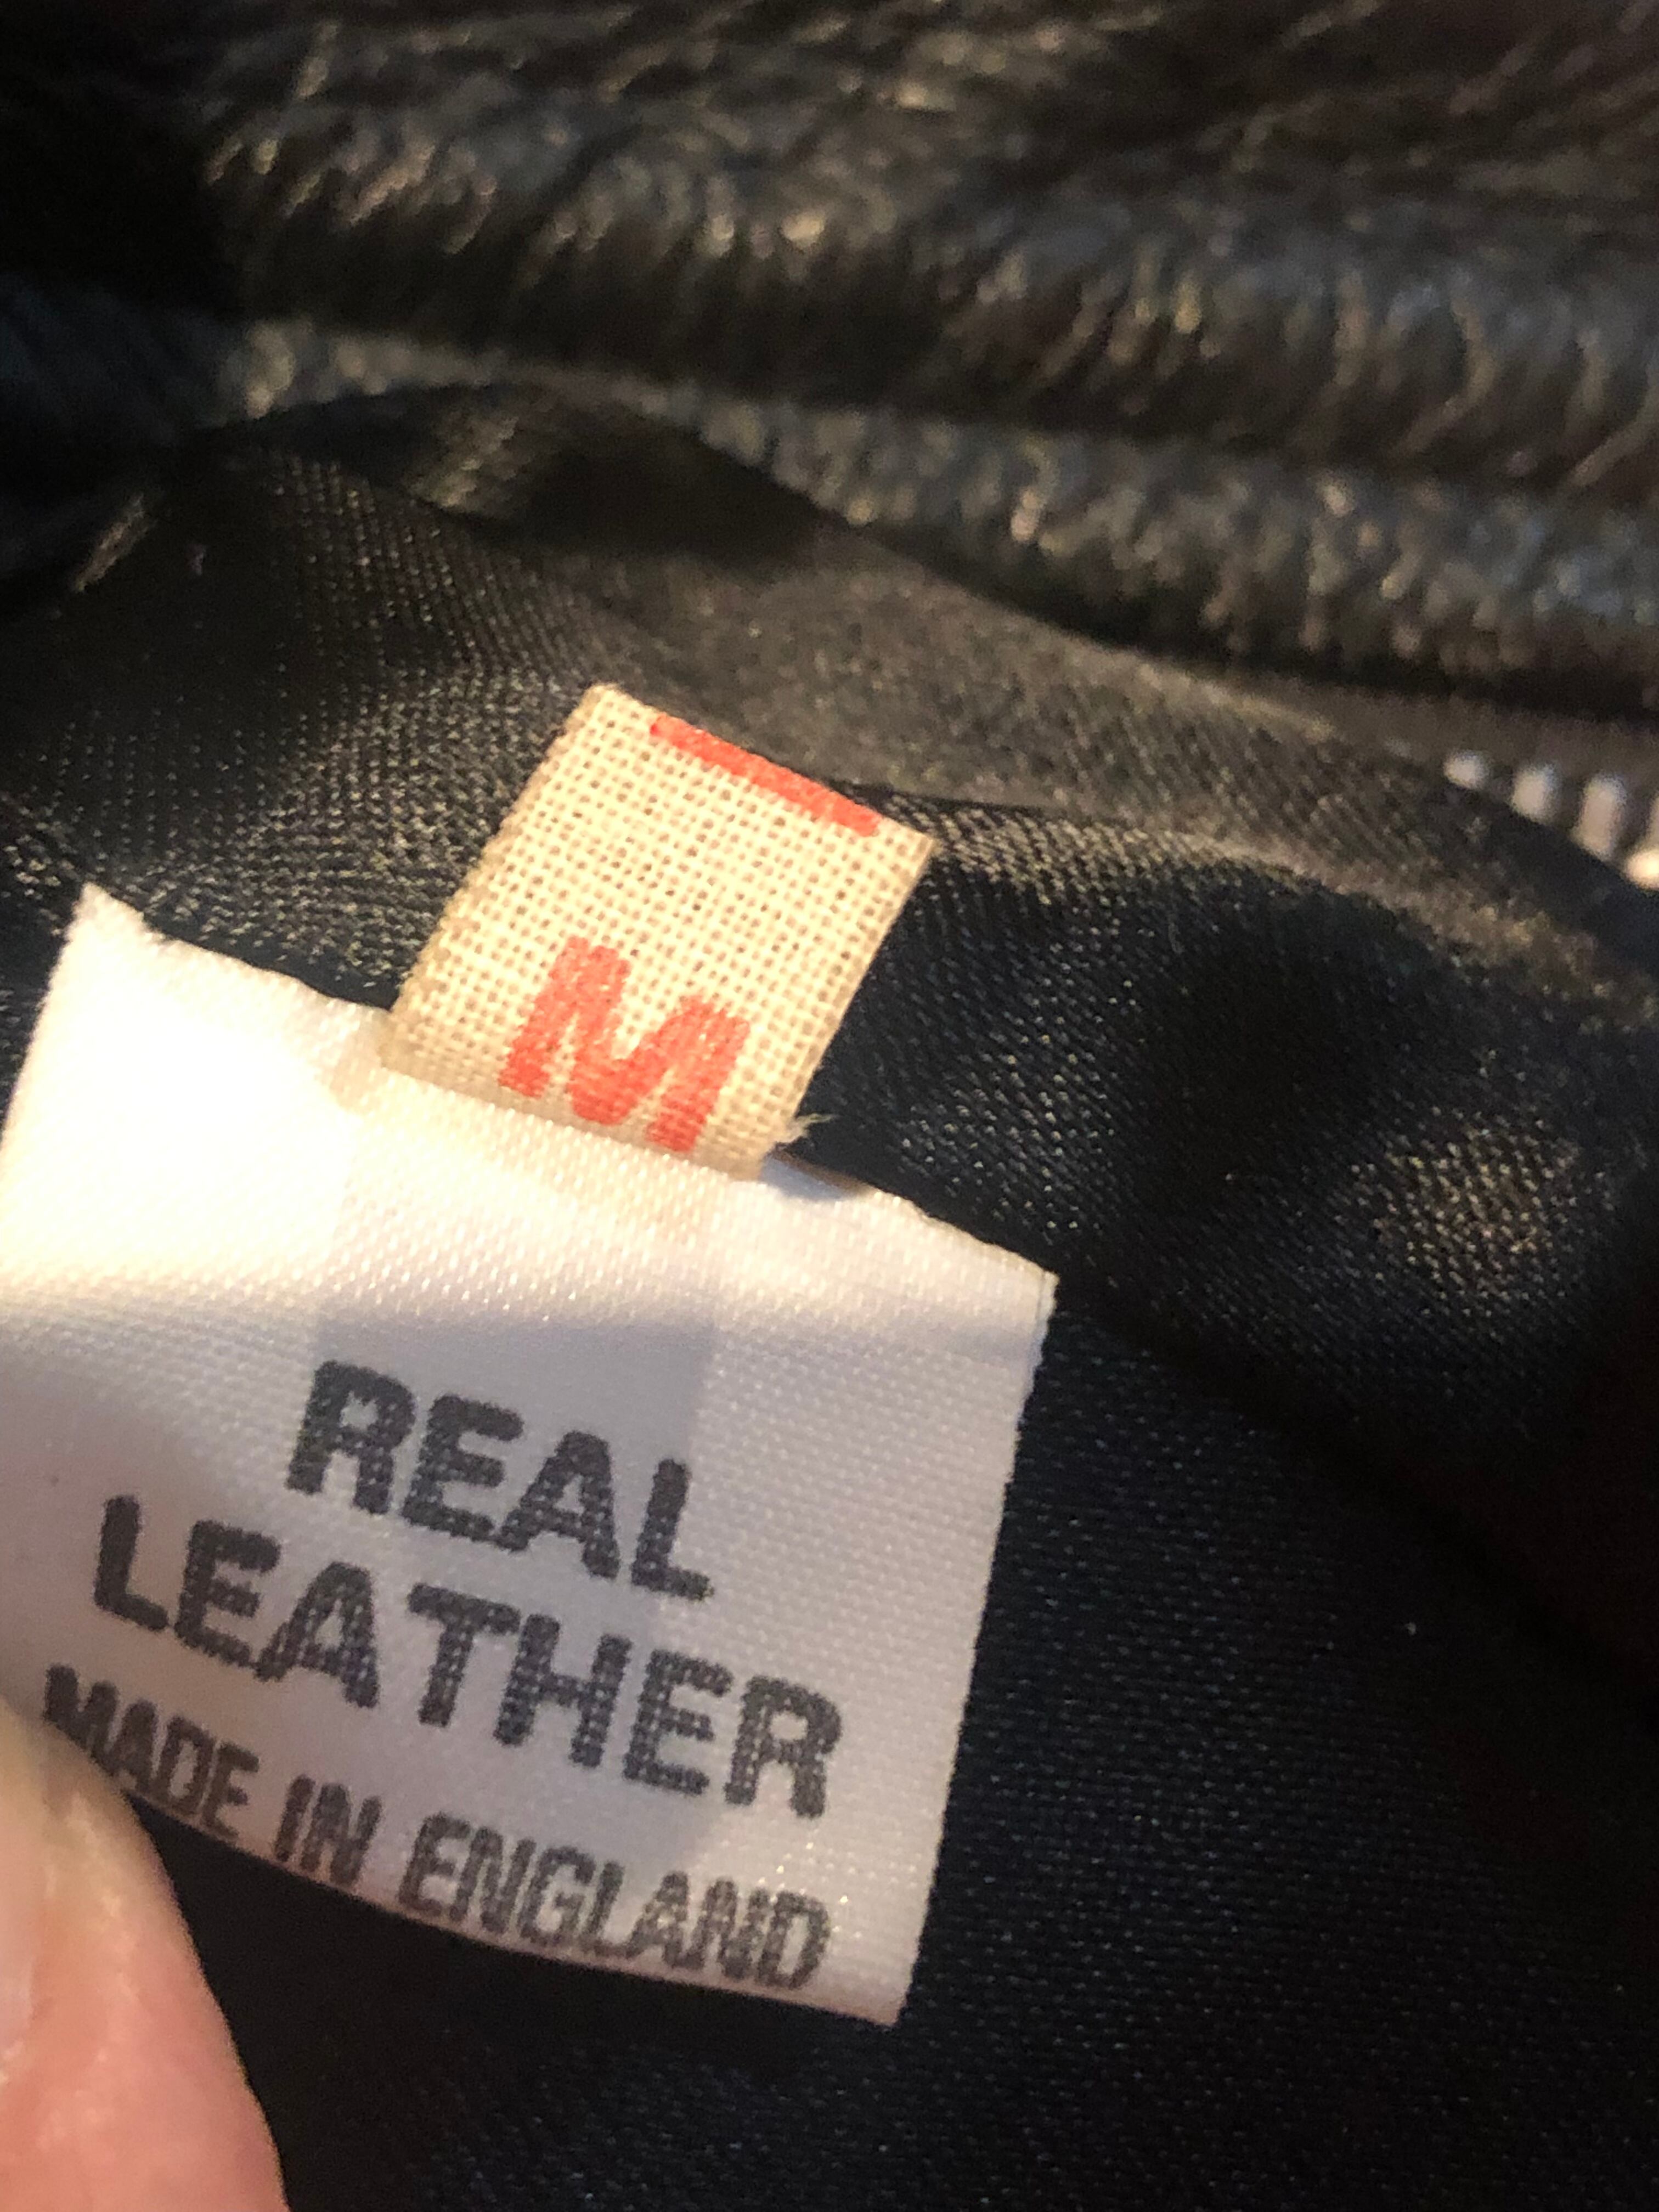 M
REAL
LEATHER
MADE IN ENGLAND